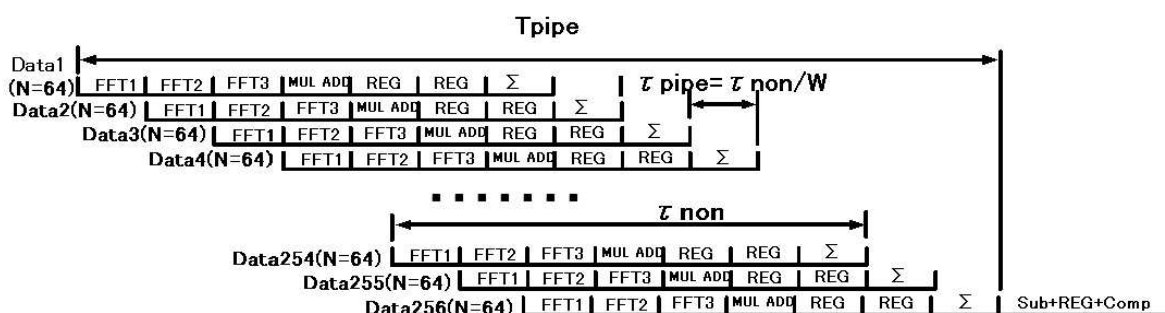 Tpipe
Data1
(N=64) FFT1 FFT2 FFT3 MUL ADD REG REG Σ τ pipe= τ non/W
Data2(N=64) FFT1 FFT2 FFT3 MUL ADD REG REG Σ
Data3(N=64) FFT1 FFT2 FFT3 MUL ADD REG REG Σ
Data4(N=64) FFT1 FFT2 FFT3 MUL ADD REG REG Σ
.......
τ non
Data254(N=64) FFT1 FFT2 FFT3 MUL ADD REG REG Σ
Data255(N=64) FFT1 FFT2 FFT3 MUL ADD REG REG Σ
Data256(N=64) FFT1 FFT2 FFT3 MUL ADD REG REG Σ Sub+REG+Comp